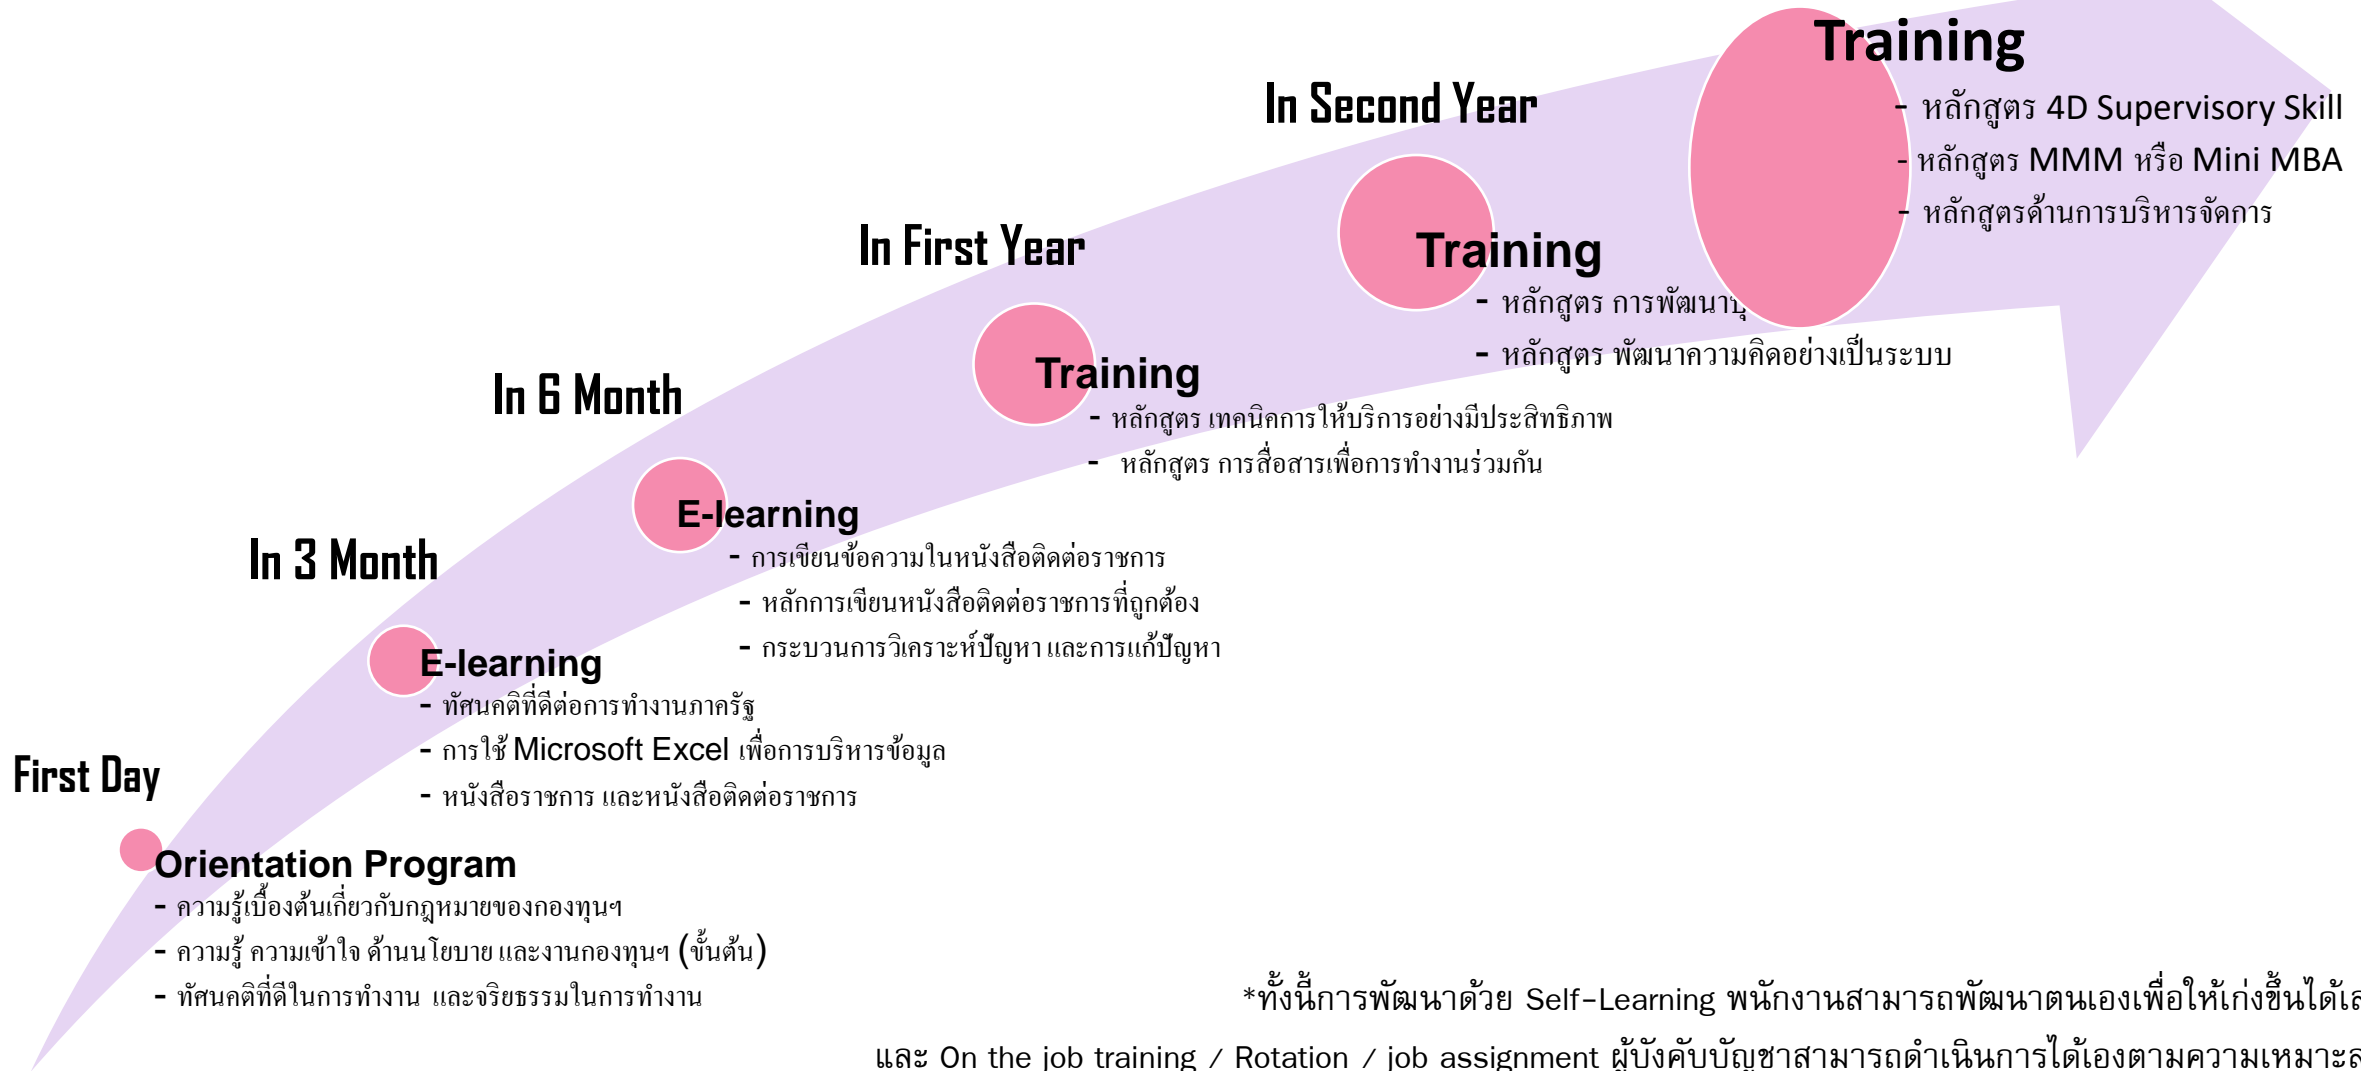 First Day
Orientation Program
- ความรู้เบื้องต้นเกี่ยวกับกฎหมายของกองทุนฯ
- ความรู้ ความเข้าใจ ด้านนโยบาย และงานกองทุนฯ (ขั้นต้น)
- ทัศนคติที่ดีในการทำงาน และจริยธรรมในการทำงาน
In 3 Month
E-learning
- ทัศนคติที่ดีต่อการทำงานภาครัฐ
- การใช้ Microsoft Excel เพื่อการบริหารข้อมูล
- หนังสือราชการ และหนังสือติดต่อราชการ
In 6 Month
E-learning
- การเขียนข้อความในหนังสือติดต่อราชการ
- หลักการเขียนหนังสือติดต่อราชการที่ถูกต้อง
- กระบวนการวิเคราะห์ปัญหา และการแก้ปัญหา
In First Year
Training
- หลักสูตร เทคนิคการให้บริการอย่างมีประสิทธิภาพ
- หลักสูตร การสื่อสารเพื่อการทำงานร่วมกัน
In Second Year
Training
- หลักสูตร การพัฒนา
- หลักสูตร พัฒนาความคิดอย่างเป็นระบบ
Training
- หลักสูตร 4D Supervisory Skill
- หลักสูตร MMM หรือ Mini MBA
- หลักสูตรด้านการบริหารจัดการ
*ทั้งนี้การพัฒนาด้วย Self-Learning พนักงานสามารถพัฒนาตนเองเพื่อให้เก่งขึ้นได้
และ On the job training / Rotation / job assignment ผู้บังคับบัญชาสามารถดำเนินการได้เองตามความ